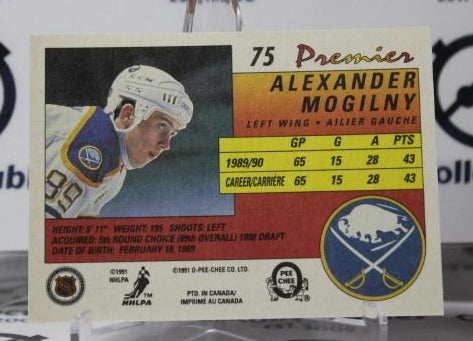 75 Premier
ALEXANDER
MOGILNY
LEFT WING • AILIER GAUCHE
GP G A PTS
1989/90 65 15 28 43
CAREER/CARRIÈRE 65 15 28 43
HEIGHT: 5' 11" WEIGHT: 195 SHOOTS: LEFT
ACQUIRED: 5th ROUND CHOICE (89th OVERALL) 1988 DRAFT
DATE OF BIRTH: FEBRUARY 18, 1969
©1991
NHLPA
NHLPA
TM
©1991 O-PEE-CHEE CO. LTD.
PTD. IN CANADA/
IMPRIMÉ AU CANADA
O
PEE
CHEE
89